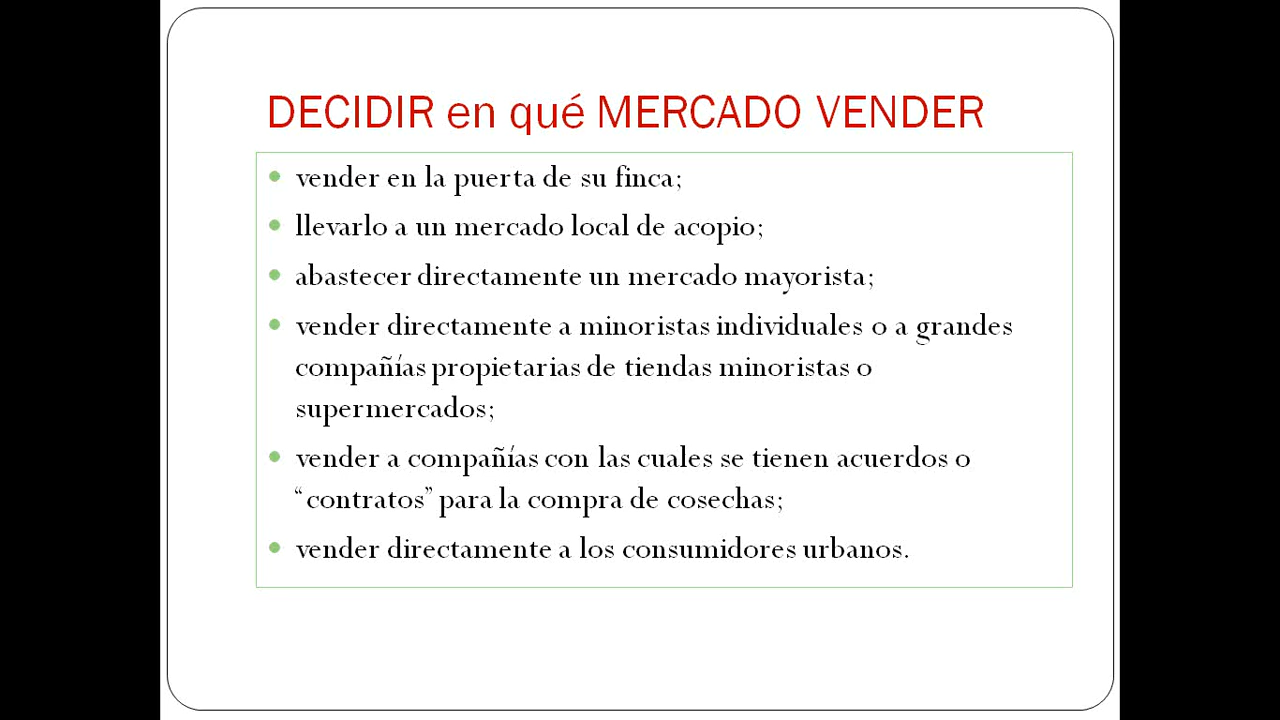 DECIDIR en qué MERCADO VENDER
vender en la puerta de su finca;
llevarlo a un mercado local de acopio;
abastecer directamente un mercado mayorista;
vender directamente a minoristas individuales o a grandes
compañías propietarias de tiendas minoristas o
supermercados;
vender a compañías con las cuales se tienen acuerdos o
“contratos” para la compra de cosechas;
vender directamente a los consumidores urbanos.